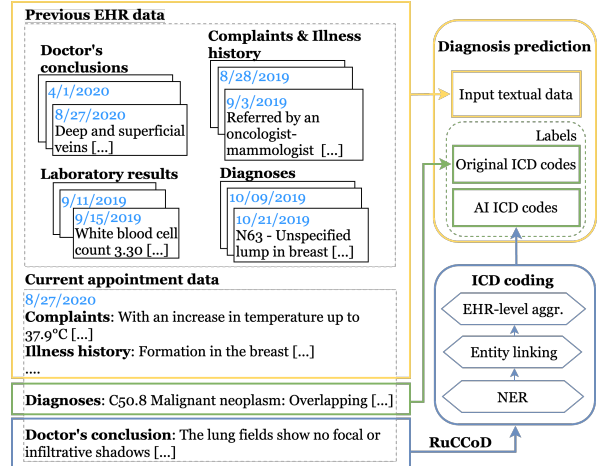 Previous EHR data
Doctor's
conclusions
4/1/2020
8/27/2020
Deep and superficial
veins [...]
Complaints & Illness
history
8/28/2019
9/3/2019
Referred by an
oncologist-
mammologist [...]
Laboratory results
9/11/2019
9/15/2019
White blood cell
count 3.30 [...]
Diagnoses
10/09/2019
10/21/2019
N63 - Unspecified
lump in breast [...]
Current appointment data
8/27/2020
Complaints: With an increase in temperature up to
37.9°C [...]
Illness history: Formation in the breast [...]
....
Diagnoses: C50.8 Malignant neoplasm: Overlapping [...]
Doctor's conclusion: The lung fields show no focal or
infiltrative shadows [...]
Diagnosis prediction
Input textual data
Labels
Original ICD codes
AI ICD codes
ICD coding
EHR-level aggr.
Entity linking
NER
RuCCoD